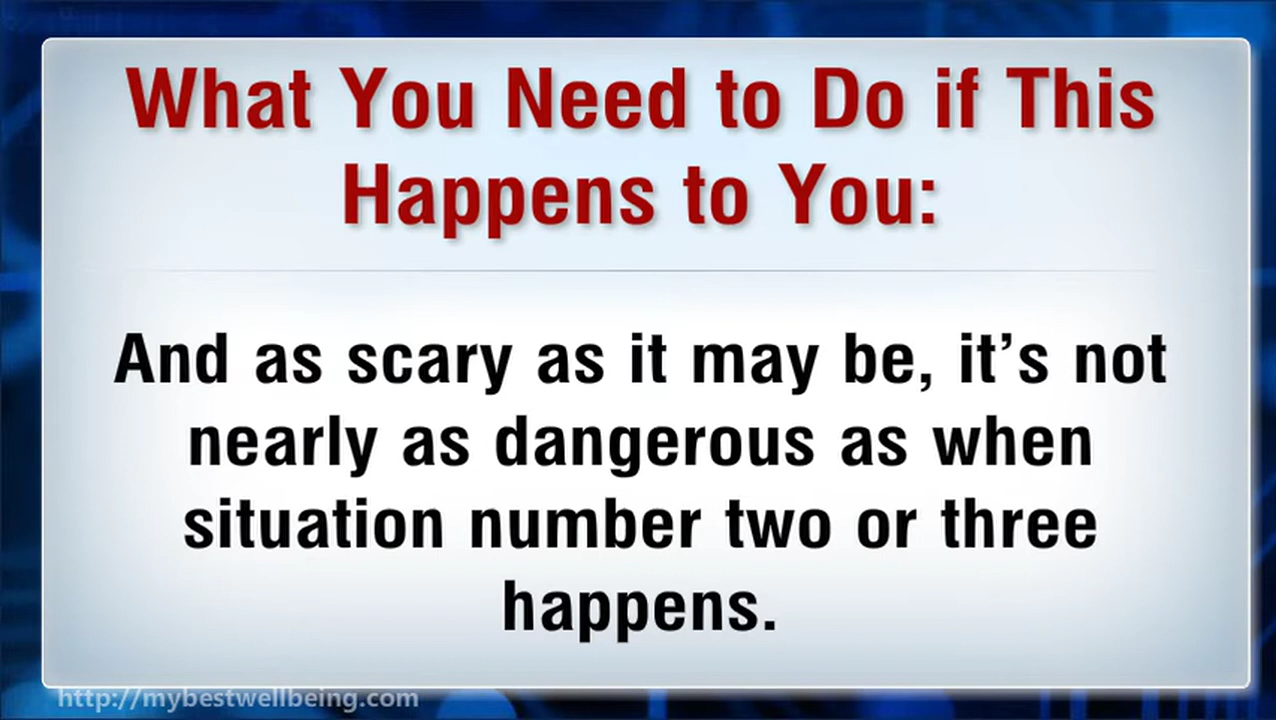 What You Need to Do if This
Happens to You:
And as scary as it may be, it’s not
nearly as dangerous as when
situation number two or three
happens.
http://mybestwellbeing.com